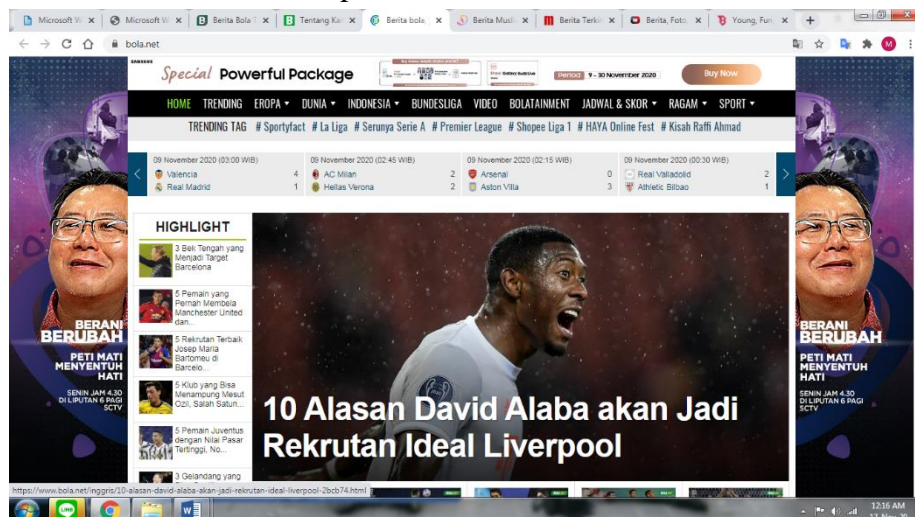 Microsoft W
Microsoft W
Berita Bola T
Tentang Kar
Berita bola,
Berita Musli
Berita Terkin
Berita, Foto,
Young, Fun,
bola.net
M
SAMSUNG
Special Powerful Package
Period 9 - 30 November 2020
Buy Now
HOME TRENDING EROPA DUNIA INDONESIA BUNDESLIGA VIDEO BOLATAINMENT JADWAL & SKOR RAGAM SPORT
TRENDING TAG # Sportyfact # La Liga # Serunya Serie A # Premier League # Shopee Liga 1 # HAYA Online Fest # Kisah Raffi Ahmad
09 November 2020 (03:00 WIB)
Valencia 4
Real Madrid 1
09 November 2020 (02:45 WIB)
AC Milan 2
Hellas Verona 2
09 November 2020 (02:15 WIB)
Arsenal 0
Aston Villa 3
09 November 2020 (00:30 WIB)
Real Valladolid 2
Athletic Bilbao 1
HIGHLIGHT
3 Bek Tengah yang
Menjadi Target
Barcelona
5 Pemain yang
Pernah Membela
Manchester United
dan...
5 Rekrutan Terbaik
Josep Maria
Bartomeu di
Barcelo...
5 Klub yang Bisa
Menampung Mesut
Ozil, Salah Satun...
5 Pemain Juventus
dengan Nilai Pasar
Tertinggi, No...
3 Gelandang yang
10 Alasan David Alaba akan Jadi
Rekrutan Ideal Liverpool
BERANI
BERUBAH
PETI MATI
MENYENTUH
HATI
SENIN JAM 4.30
DI LIPUTAN 6 PAGI
SCTV
BERANI
BERUBAH
PETI MATI
MENYENTUH
HATI
SENIN JAM 4.30
DI LIPUTAN 6 PAGI
SCTV
https://www.bola.net/inggris/10-alasan-david-alaba-akan-jadi-rekrutan-ideal-liverpool-2bcb74.html
12:16 AM